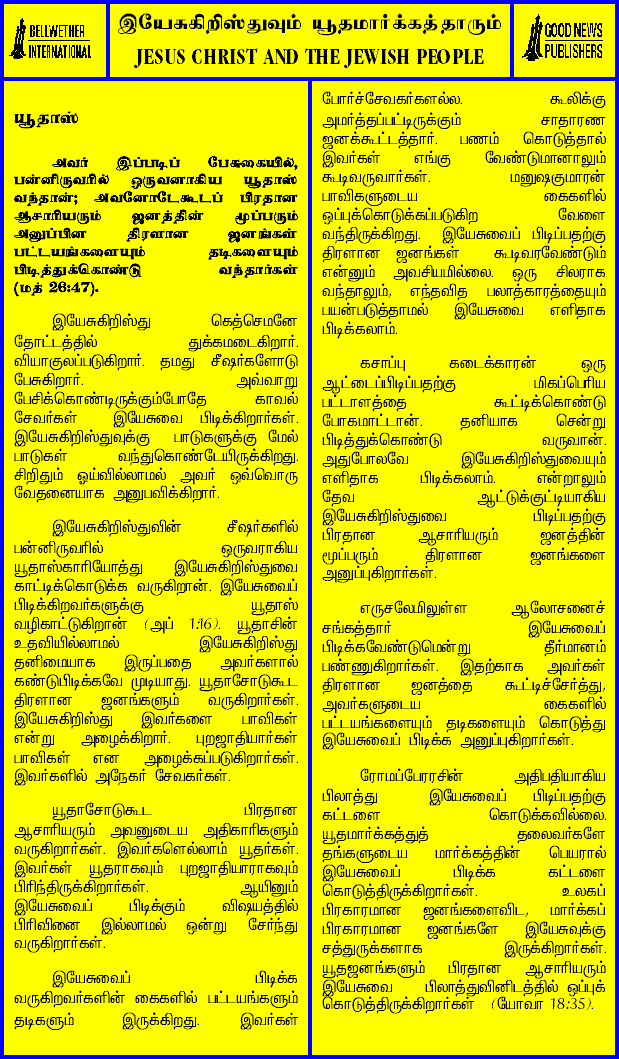 BELLWETHER
INTERNATIONAL
இயேசுகிறிஸ்துவும் யூதமார்க்கத்தாரும்
JESUS CHRIST AND THE JEWISH PEOPLE
GOOD NEWS
PUBLISHERS
யூதாஸ்
அவர் இப்படிப் பேசுகையில்,
பன்னிருவரில் ஒருவனாகிய யூதாஸ்
வந்தான்; அவனோடேகூடப் பிரதான
ஆசாரியரும் ஜனத்தின் மூப்பரும்
அனுப்பின திரளான ஜனங்கள்
பட்டயங்களையும் தடிகளையும்
பிடித்துக்கொண்டு வந்தார்கள்
(மத் 26:47).
இயேசுகிறிஸ்து கெத்செமனே
தோட்டத்தில் துக்கமடைகிறார்.
வியாகுலப்படுகிறார். தமது சீஷர்களோடு
பேசுகிறார். அவ்வாறு
பேசிக்கொண்டிருக்கும்போதே காவல்
சேவர்கள் இயேசுவை பிடிக்கிறார்கள்.
இயேசுகிறிஸ்துவுக்கு பாடுகளுக்கு மேல்
பாடுகள் வந்துகொண்டேயிருக்கிறது.
சிறிதும் ஒய்வில்லாமல் அவர் ஒவ்வொரு
வேதனையாக அனுபவிக்கிறார்.
இயேசுகிறிஸ்துவின் சீஷர்களில்
பன்னிருவரில் ஒருவராகிய
யூதாஸ்காரியோத்து இயேசுகிறிஸ்துவை
காட்டிக்கொடுக்க வருகிறான். இயேசுவைப்
பிடிக்கிறவர்களுக்கு யூதாஸ்
வழிகாட்டுகிறான் (அப் 1:16). யூதாசின்
உதவியில்லாமல் இயேசுகிறிஸ்து
தனிமையாக இருப்பதை அவர்களால்
கண்டுபிடிக்கவே முடியாது. யூதாசோடுகூட
திரளான ஜனங்களும் வருகிறார்கள்.
இயேசுகிறிஸ்து இவர்களை பாவிகள்
என்று அழைக்கிறார். புறஜாதியார்கள்
பாவிகள் என அழைக்கப்படுகிறார்கள்.
இவர்களில் அநேகர் சேவகர்கள்.
யூதாசோடுகூட பிரதான
ஆசாரியரும் அவனுடைய அதிகாரிகளும்
வருகிறார்கள். இவர்களெல்லாம் யூதர்கள்.
இவர்கள் யூதராகவும் புறஜாதியாராகவும்
பிரிந்திருக்கிறார்கள். ஆயினும்
இயேசுவைப் பிடிக்கும் விஷயத்தில்
பிரிவினை இல்லாமல் ஒன்று சேர்ந்து
வருகிறார்கள்.
இயேசுவைப் பிடிக்க
வருகிறவர்களின் கைகளில் பட்டயங்களும்
தடிகளும் இருக்கிறது. இவர்கள்
போர்ச்சேவகர்களல்ல. கூலிக்கு
அமர்த்தப்பட்டிருக்கும் சாதாரண
ஜனக்கூட்டத்தார். பணம் கொடுத்தால்
இவர்கள் எங்கு வேண்டுமானாலும்
கூடிவருவார்கள். மனுஷகுமாரன்
பாவிகளுடைய கைகளில்
ஒப்புக்கொடுக்கப்படுகிற வேளை
வந்திருக்கிறது. இயேசுவைப் பிடிப்பதற்கு
திரளான ஜனங்கள் கூடிவரவேண்டும்
என்னும் அவசியமில்லை. ஒரு சிலராக
வந்தாலும், எந்தவித பலாத்காரத்தையும்
பயன்படுத்தாமல் இயேசுவை எளிதாக
பிடிக்கலாம்.
கசாப்பு கடைக்காரன் ஒரு
ஆட்டைப்பிடிப்பதற்கு மிகப்பெரிய
பட்டாளத்தை கூட்டிக்கொண்டு
போகமாட்டான். தனியாக சென்று
பிடித்துக்கொண்டு வருவான்.
அதுபோலவே இயேசுகிறிஸ்துவையும்
எளிதாக பிடிக்கலாம். என்றாலும்
தேவ ஆட்டுக்குட்டியாகிய
இயேசுகிறிஸ்துவை பிடிப்பதற்கு
பிரதான ஆசாரியரும் ஜனத்தின்
மூப்பரும் திரளான ஜனங்களை
அனுப்புகிறார்கள்.
எருசலேமிலுள்ள ஆலோசனைச்
சங்கத்தார் இயேசுவைப்
பிடிக்கவேண்டுமென்று தீர்மானம்
பண்ணுகிறார்கள். இதற்காக அவர்கள்
திரளான ஜனத்தை கூட்டிச்சேர்த்து,
அவர்களுடைய கைகளில்
பட்டயங்களையும் தடிகளையும் கொடுத்து
இயேசுவைப் பிடிக்க அனுப்புகிறார்கள்.
ரோமப்பேரரசின் அதிபதியாகிய
பிலாத்து இயேசுவைப் பிடிப்பதற்கு
கட்டளை கொடுக்கவில்லை.
யூதமார்க்கத்துத் தலைவர்களே
தங்களுடைய மார்க்கத்தின் பெயரால்
இயேசுவைப் பிடிக்க கட்டளை
கொடுத்திருக்கிறார்கள். உலகப்
பிரகாரமான ஜனங்களைவிட, மார்க்கப்
பிரகாரமான ஜனங்களே இயேசுவுக்கு
சத்துருக்களாக இருக்கிறார்கள்.
யூதஜனங்களும் பிரதான ஆசாரியரும்
இயேசுவை பிலாத்துவினிடத்தில் ஒப்புக்
கொடுத்திருக்கிறார்கள் (யோவா 18:35).